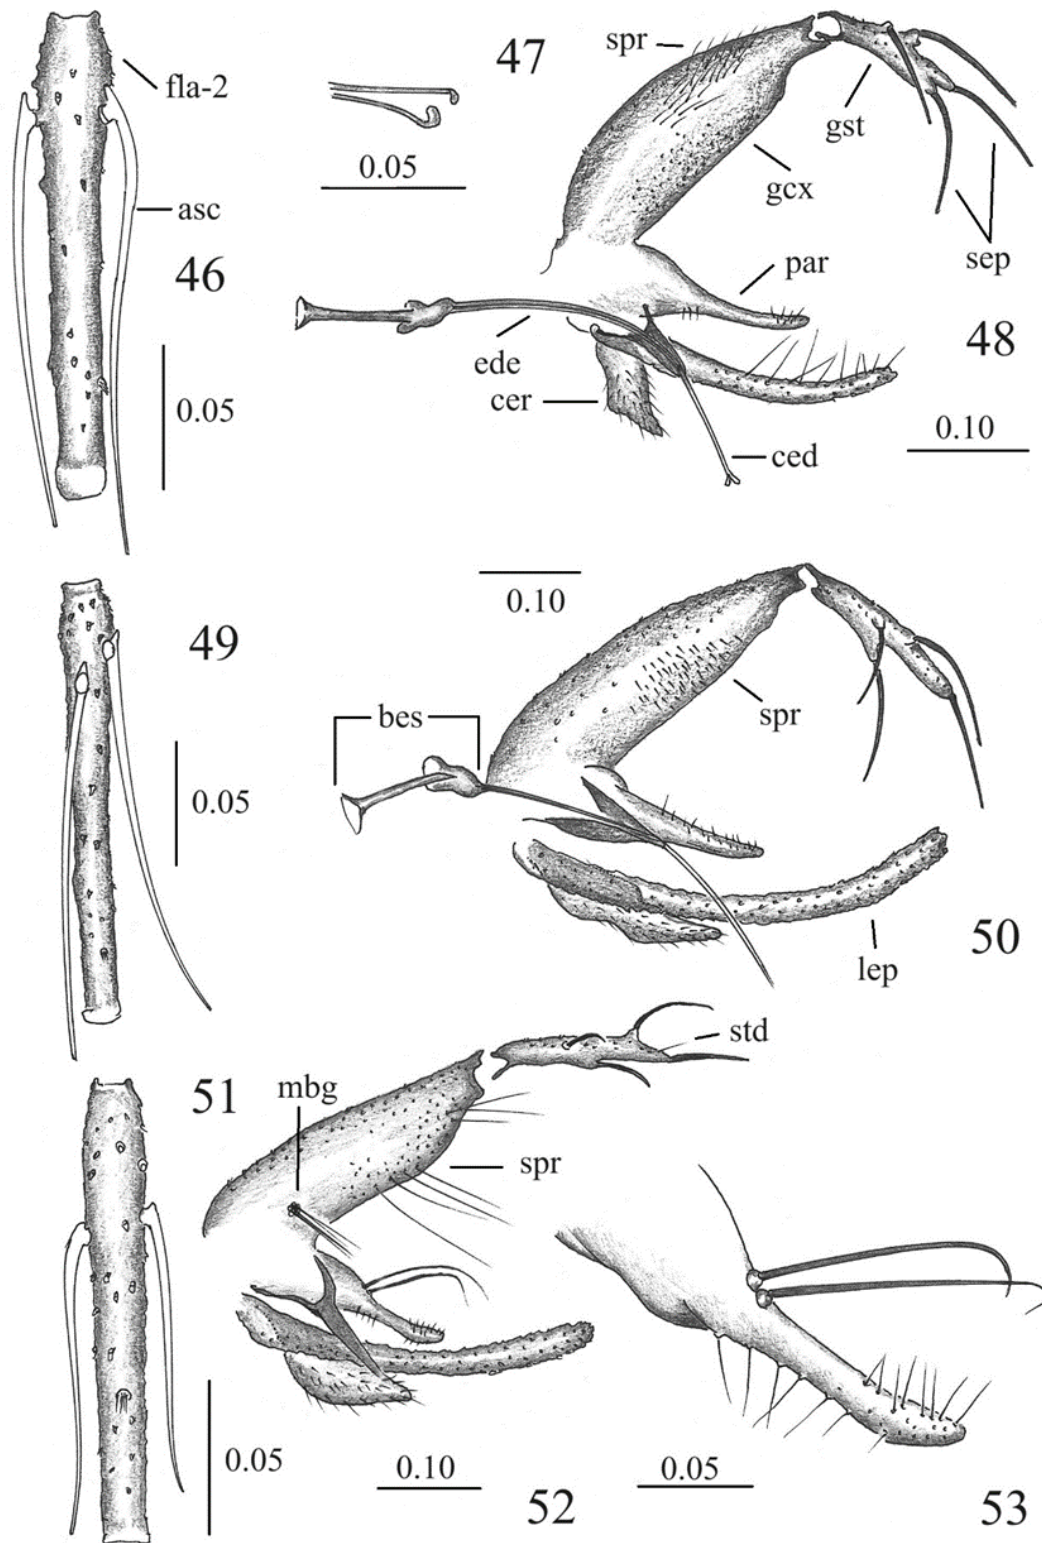 47
spr
fla-2
gst
0.05
gcx
asc
sep
46
par
48
ede
0.05
cer
0.10
ced
0.10
49
spr
bes
0.05
50
lep
std
51
mbg
spr
0.05
0.10
0.05
52
53